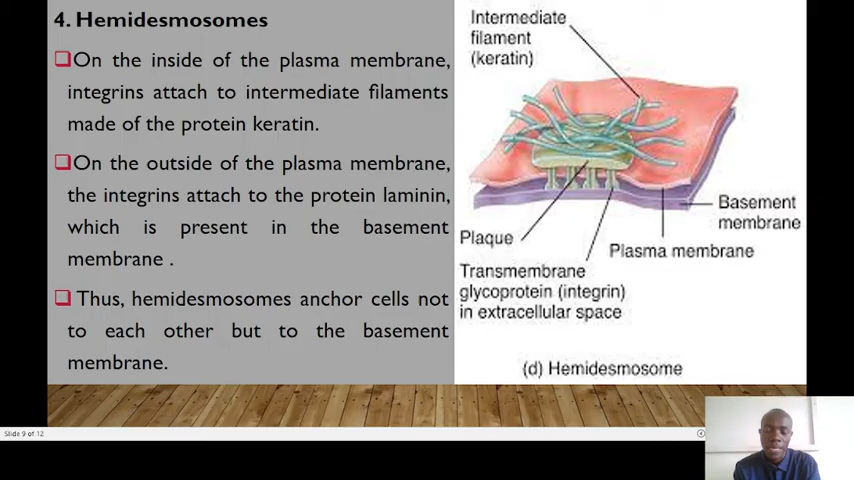 4. Hemidesmosomes
On the inside of the plasma membrane,
integrins attach to intermediate filaments
made of the protein keratin.
On the outside of the plasma membrane,
the integrins attach to the protein laminin,
which is present in the basement
membrane .
Thus, hemidesmosomes anchor cells not
to each other but to the basement
membrane.
Intermediate
filament
(keratin)
Basement
membrane
Plaque
Plasma membrane
Transmembrane
glycoprotein (integrin)
in extracellular space
(d) Hemidesmosome
Slide 9 of 12